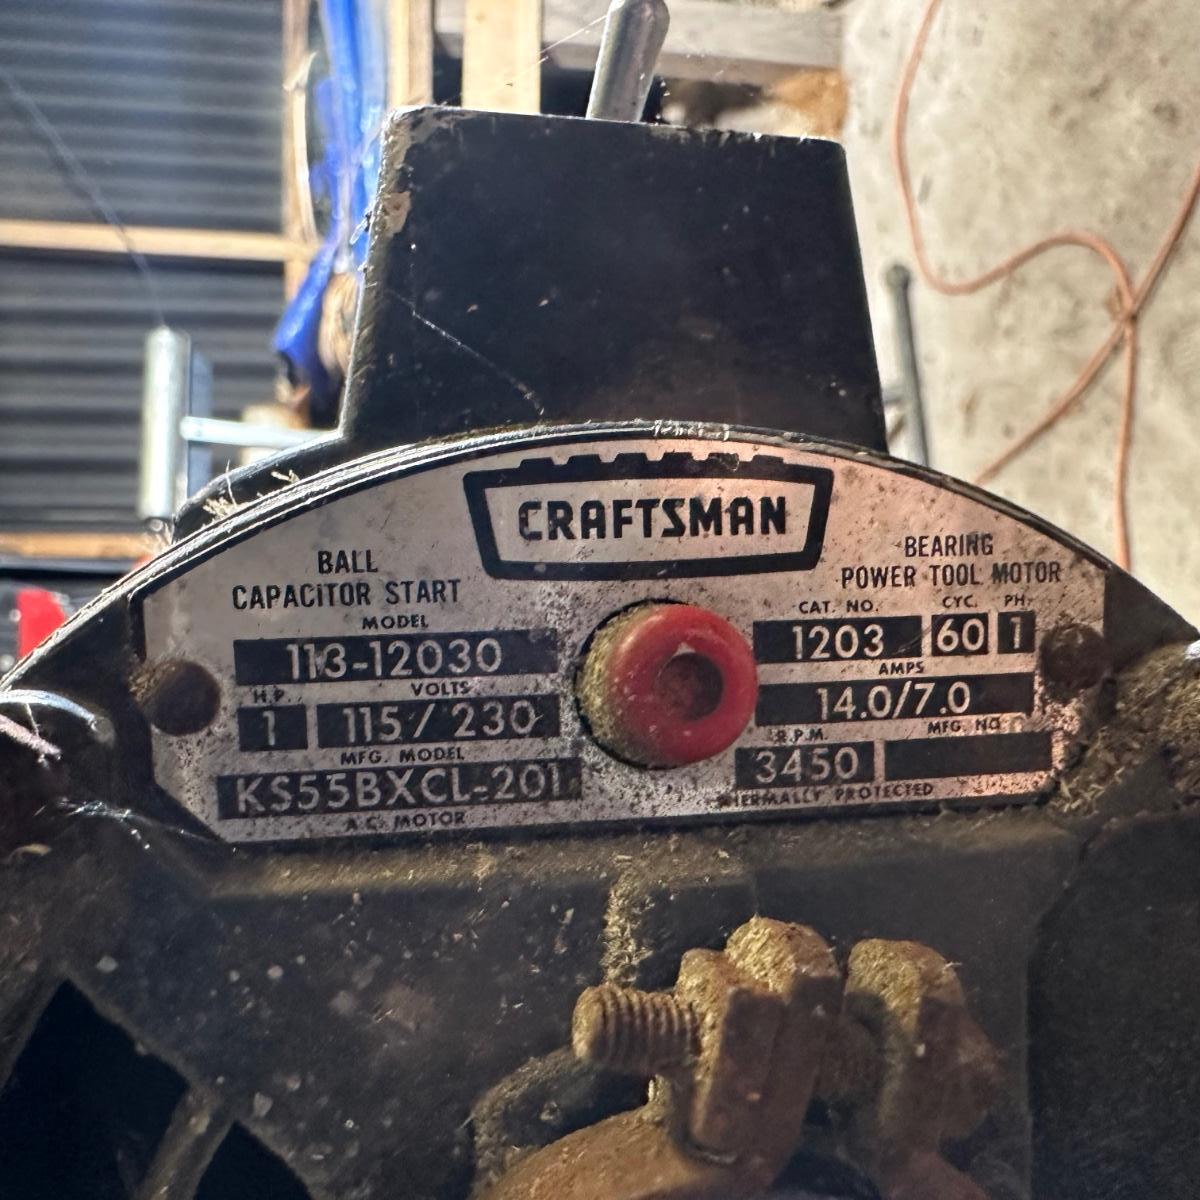 CRAFTSMAN
BALL
CAPACITOR START
MODEL
113-12030
H.P.
VOLTS
1
115/230
MFG. MODEL
KS55BXCL-201
A.C. MOTOR
BEARING
POWER TOOL MOTOR
CAT. NO.
CYC.
PH.
1203
60
1
AMPS
14.0/7.0
R.P.M.
MFG. NO.
3450
THERMALLY PROTECTED